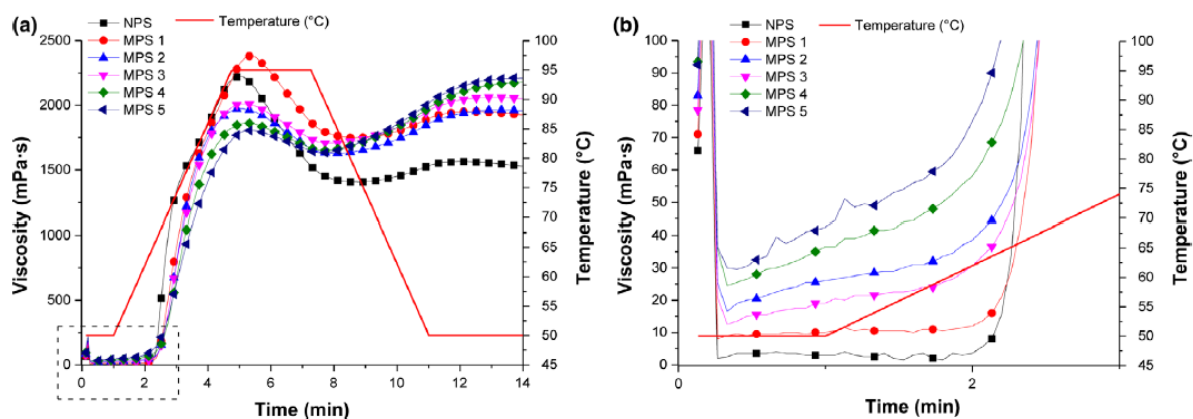 (a)
NPS
MPS 1
MPS 2
MPS 3
MPS 4
MPS 5
Temperature (°C)
2500
2000
1500
1000
500
0
Viscosity (mPa·s)
100
95
90
85
80
75
70
65
60
55
50
45
Temperature (°C)
0 2 4 6 8 10 12 14
Time (min)
(b)
NPS
MPS 1
MPS 2
MPS 3
MPS 4
MPS 5
Temperature (°C)
100
90
80
70
60
50
40
30
20
10
0
Viscosity (mPa·s)
100
95
90
85
80
75
70
65
60
55
50
45
Temperature (°C)
0 2
Time (min)